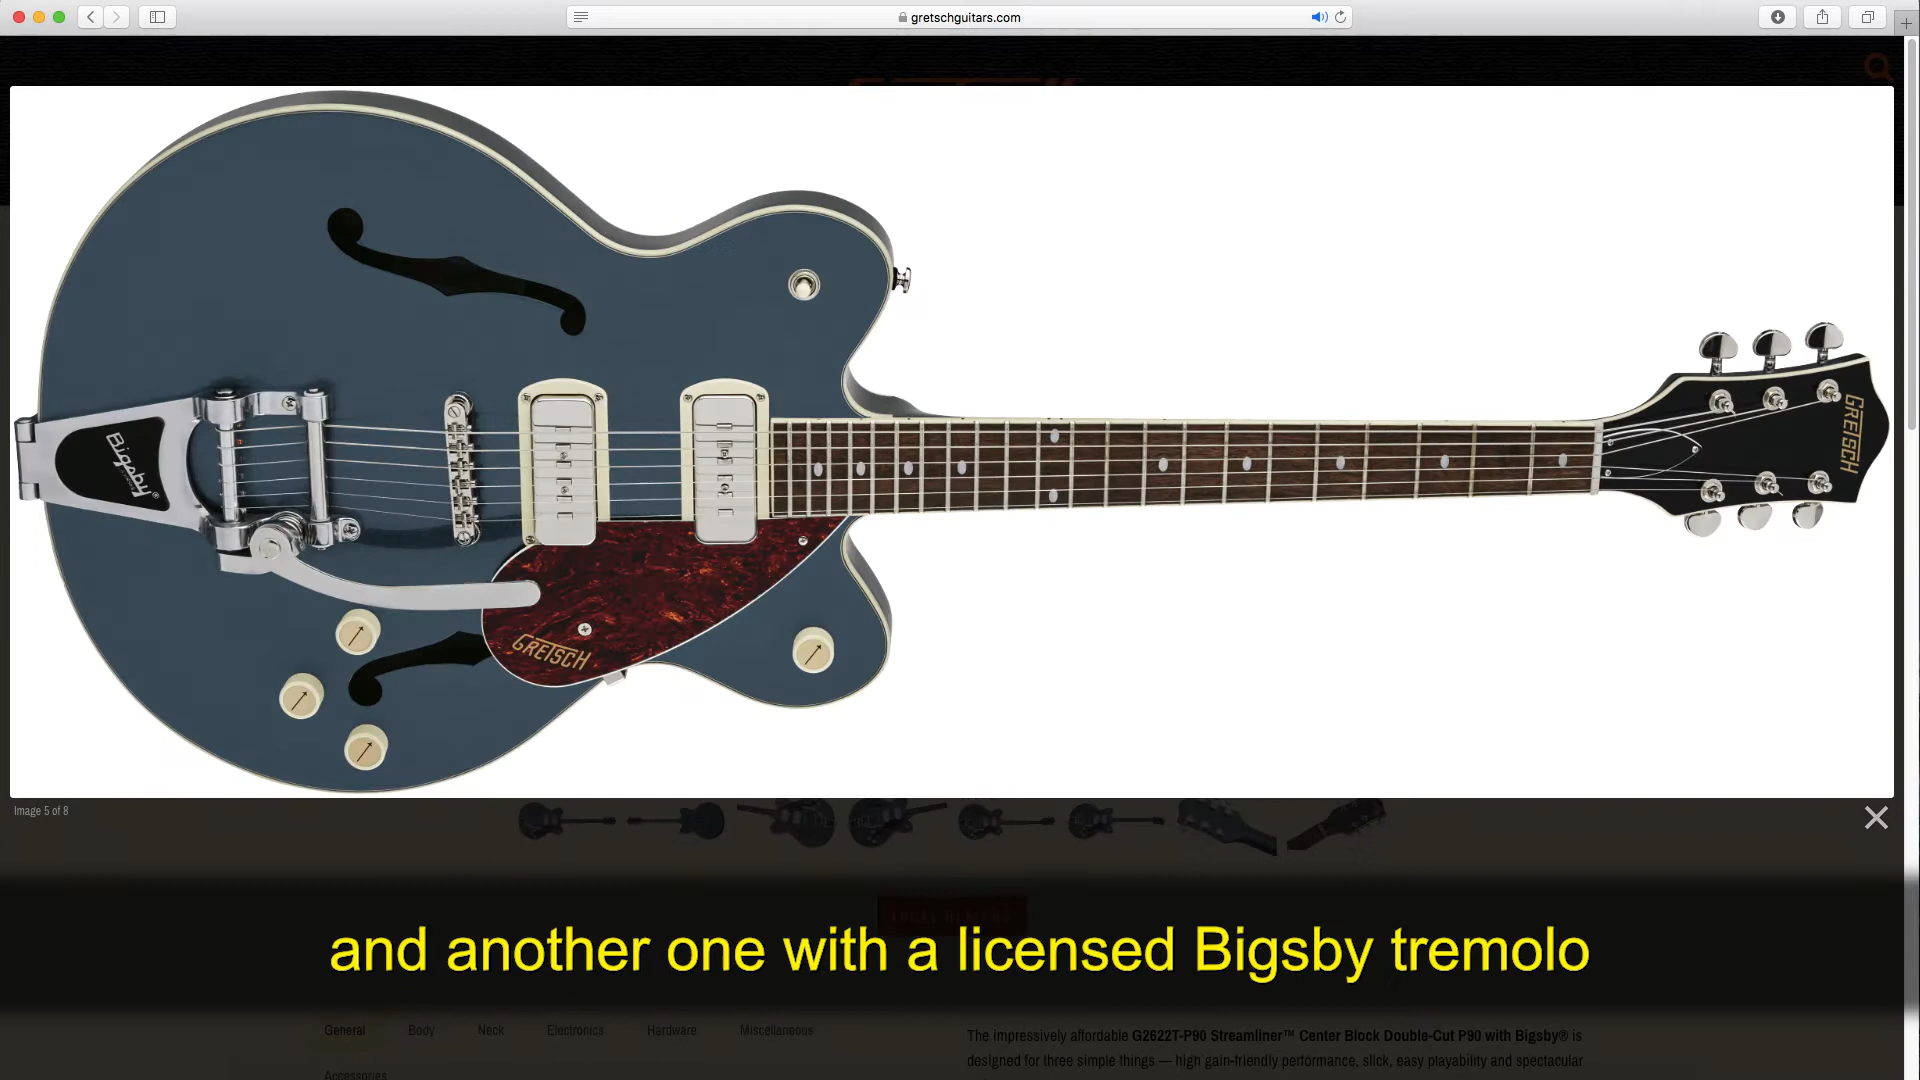 gretschguitars.com
Bigsby
GRETSCH
GRETSCH
Image 5 of 8
and another one with a licensed Bigsby tremolo
General Body Neck Electronics Hardware Miscellaneous
Accessories
The impressively affordable G2622T-P90 Streamliner™ Center Block Double-Cut P90 with Bigsby® is
designed for three simple things — high gain-friendly performance, slick, easy playability and spectacular